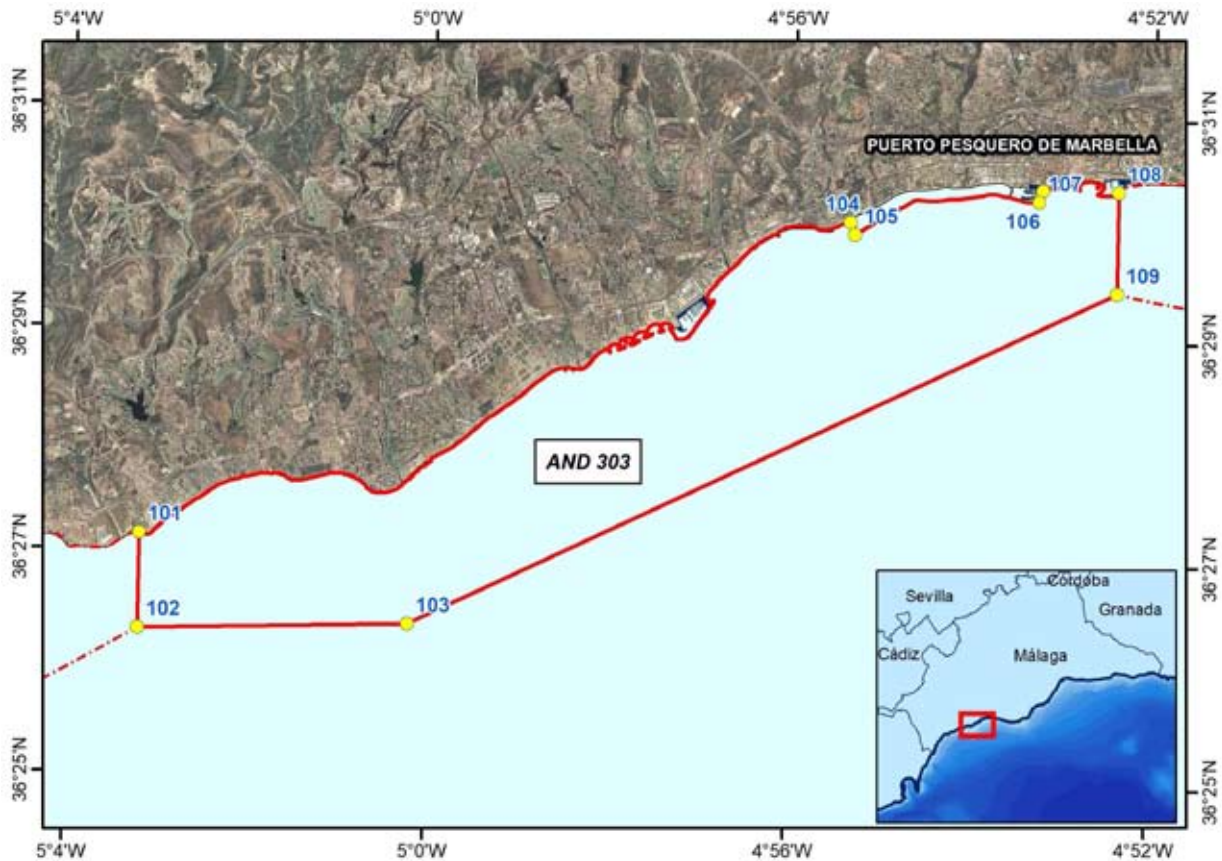 5°4'W
5°0'W
4°56'W
4°52'W
36°31'N
36°31'N
PUERTO PESQUERO DE MARBELLA
107
108
104
105
106
109
36°29'N
36°29'N
AND 303
101
36°27'N
36°27'N
102
103
Córdoba
Sevilla
Granada
Cádiz
Málaga
36°25'N
36°25'N
5°4'W
5°0'W
4°56'W
4°52'W